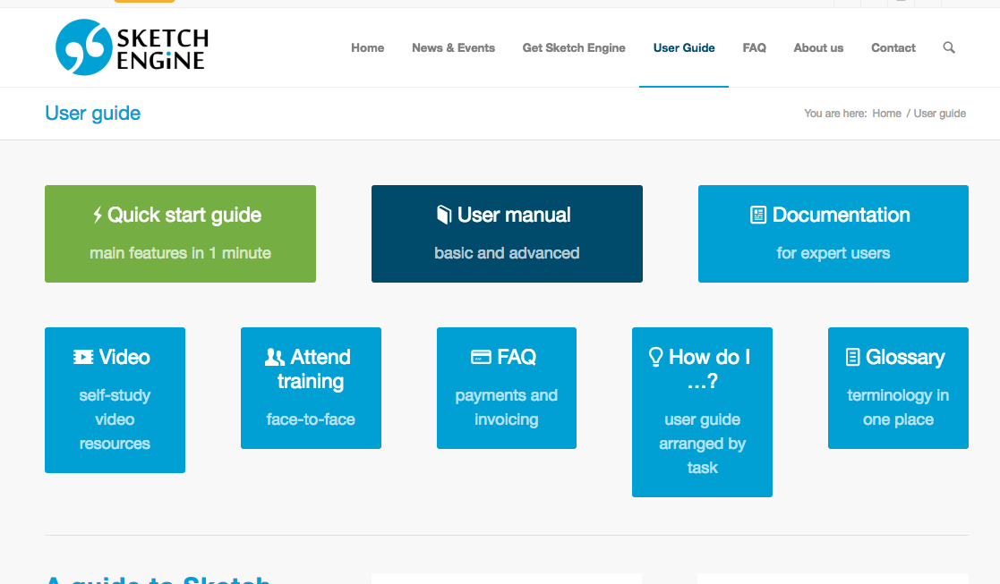 SKETCH
ENGiNE
Home News & Events Get Sketch Engine User Guide FAQ About us Contact
User guide
You are here: Home / User guide
Quick start guide
main features in 1 minute
User manual
basic and advanced
Documentation
for expert users
Video
self-study
video
resources
Attend
training
face-to-face
FAQ
payments and
invoicing
How do I
...?
user guide
arranged by
task
Glossary
terminology in
one place
A guide to Sketch